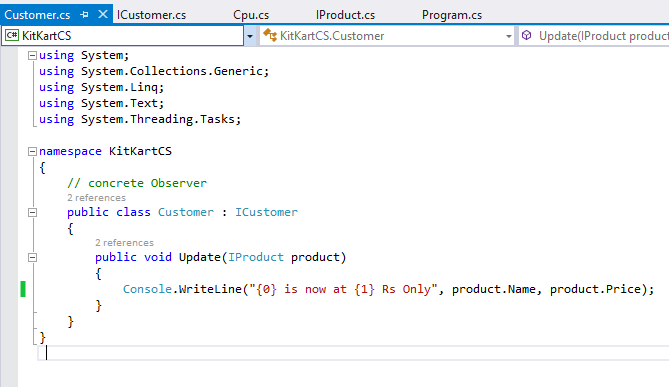 Customer.cs ICustomer.cs Cpu.cs IProduct.cs Program.cs
C# KitKartCS KitKartCS.Customer Update(IProduct product
using System;
using System.Collections.Generic;
using System.Linq;
using System.Text;
using System.Threading.Tasks;
namespace KitKartCS
{
// concrete Observer
2 references
public class Customer : ICustomer
{
2 references
public void Update(IProduct product)
{
Console.WriteLine("{0} is now at {1} Rs Only", product.Name, product.Price);
}
}
}